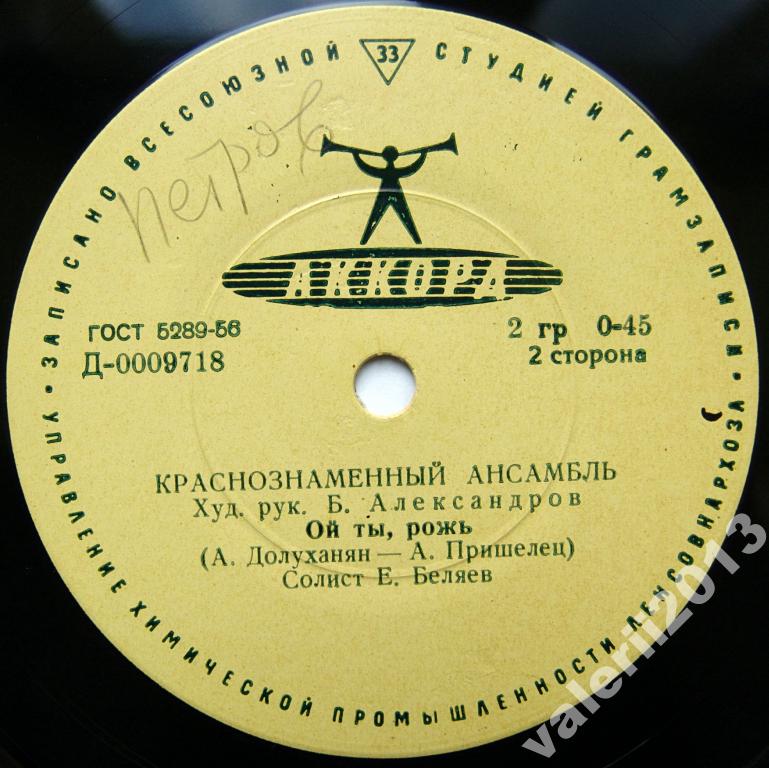 ЗАПИСАНО ВСЕСОЮЗНОЙ 33 СТУДИЕЙ ГРАМЗАПИСИ
Петров
АККОРД
ГОСТ 5289-56
2 гр 0-45
Д-0009718
2 сторона
КРАСНОЗНАМЕННЫЙ АНСАМБЛЬ
Худ. рук. Б. Александров
Ой ты, рожь
(А. Долуханян — А. Пришелец)
Солист Е. Беляев
УПРАВЛЕНИЕ ХИМИЧЕСКОЙ ПРОМЫШЛЕННОСТИ ЛЕНСОВНАРХОЗА
valerii2013